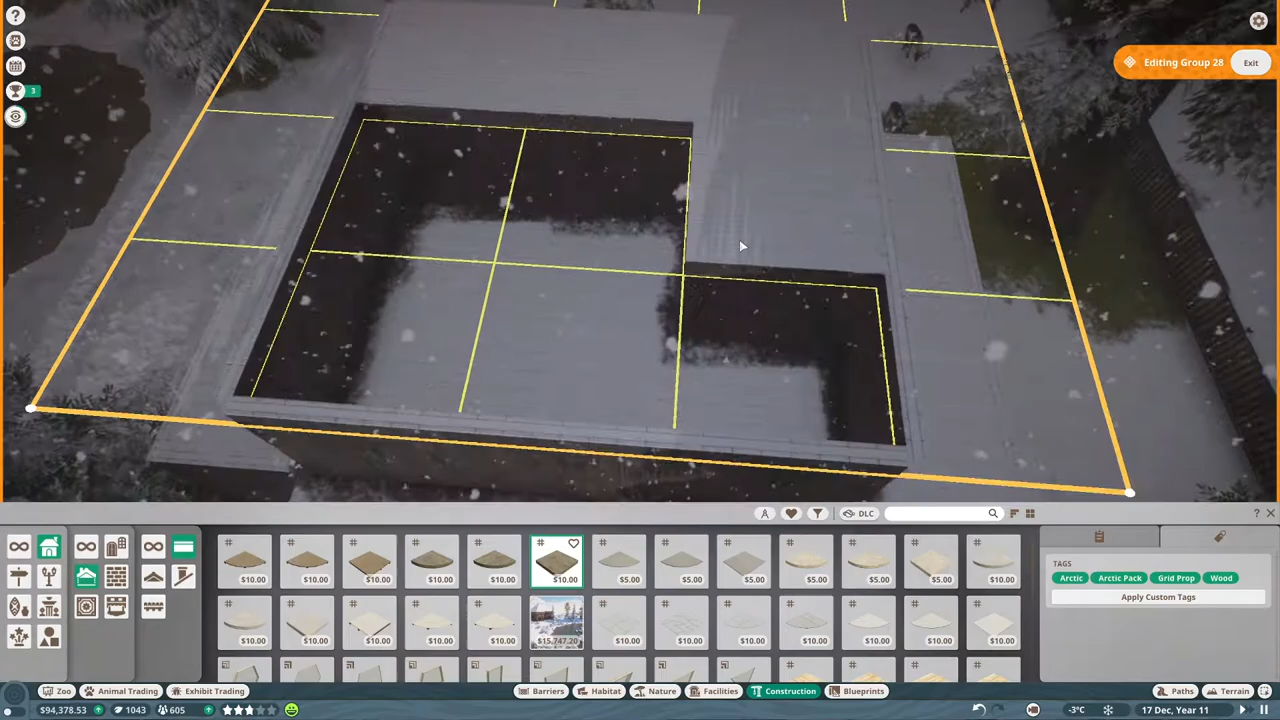 ?
3
Editing Group 28
Exit
DLC
?
$10.00 $10.00 $10.00 $10.00 $10.00 $10.00 $5.00 $5.00 $5.00 $5.00 $5.00 $5.00 $10.00
$10.00 $10.00 $10.00 $10.00 $10.00 $15,747.20 $10.00 $10.00 $10.00 $10.00 $10.00 $10.00 $10.00
TAGS
Arctic Arctic Pack Grid Prop Wood
Apply Custom Tags
Zoo Animal Trading Exhibit Trading Barriers Habitat Nature Facilities Construction Blueprints Paths Terrain
$94,378.53 1043 605 -3°C 17 Dec, Year 11